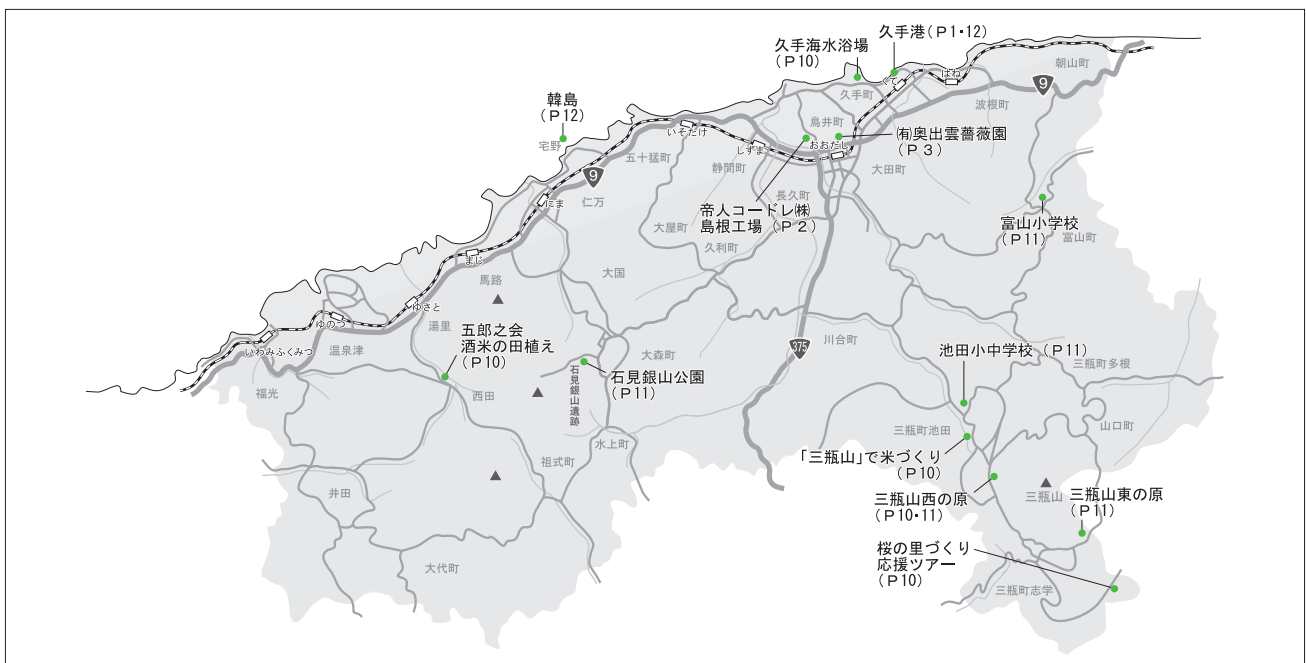 久手港(P1・12)
久手海水浴場
(P10)
くて
はね
朝山町
9
久手町
波根町
韓島
(P12)
宅野
鳥井町
いそたけ
(有)奥出雲薔薇園
(P3)
しずま
おおだし
五十猛町
静間町
大田町
9
長久町
帝人コードレ㈱
島根工場(P2)
にま
仁万
富山小学校
(P11)
大屋町
久利町
富山町
まじ
大国
馬路
ゆさと
ゆのつ
湯里
五郎之会
酒米の田植え
(P10)
いわみふくみつ
温泉津
大森町
375
川合町
池田小中学校(P11)
石見銀山公園
(P11)
石見銀山遺跡
三瓶町多根
福光
西田
山口町
三瓶町池田
水上町
「三瓶山」で米づくり
(P10)
祖式町
井田
三瓶山西の原
(P10・11)
三瓶山
三瓶山東の原
(P11)
桜の里づくり
応援ツアー
(P10)
大代町
三瓶町志学